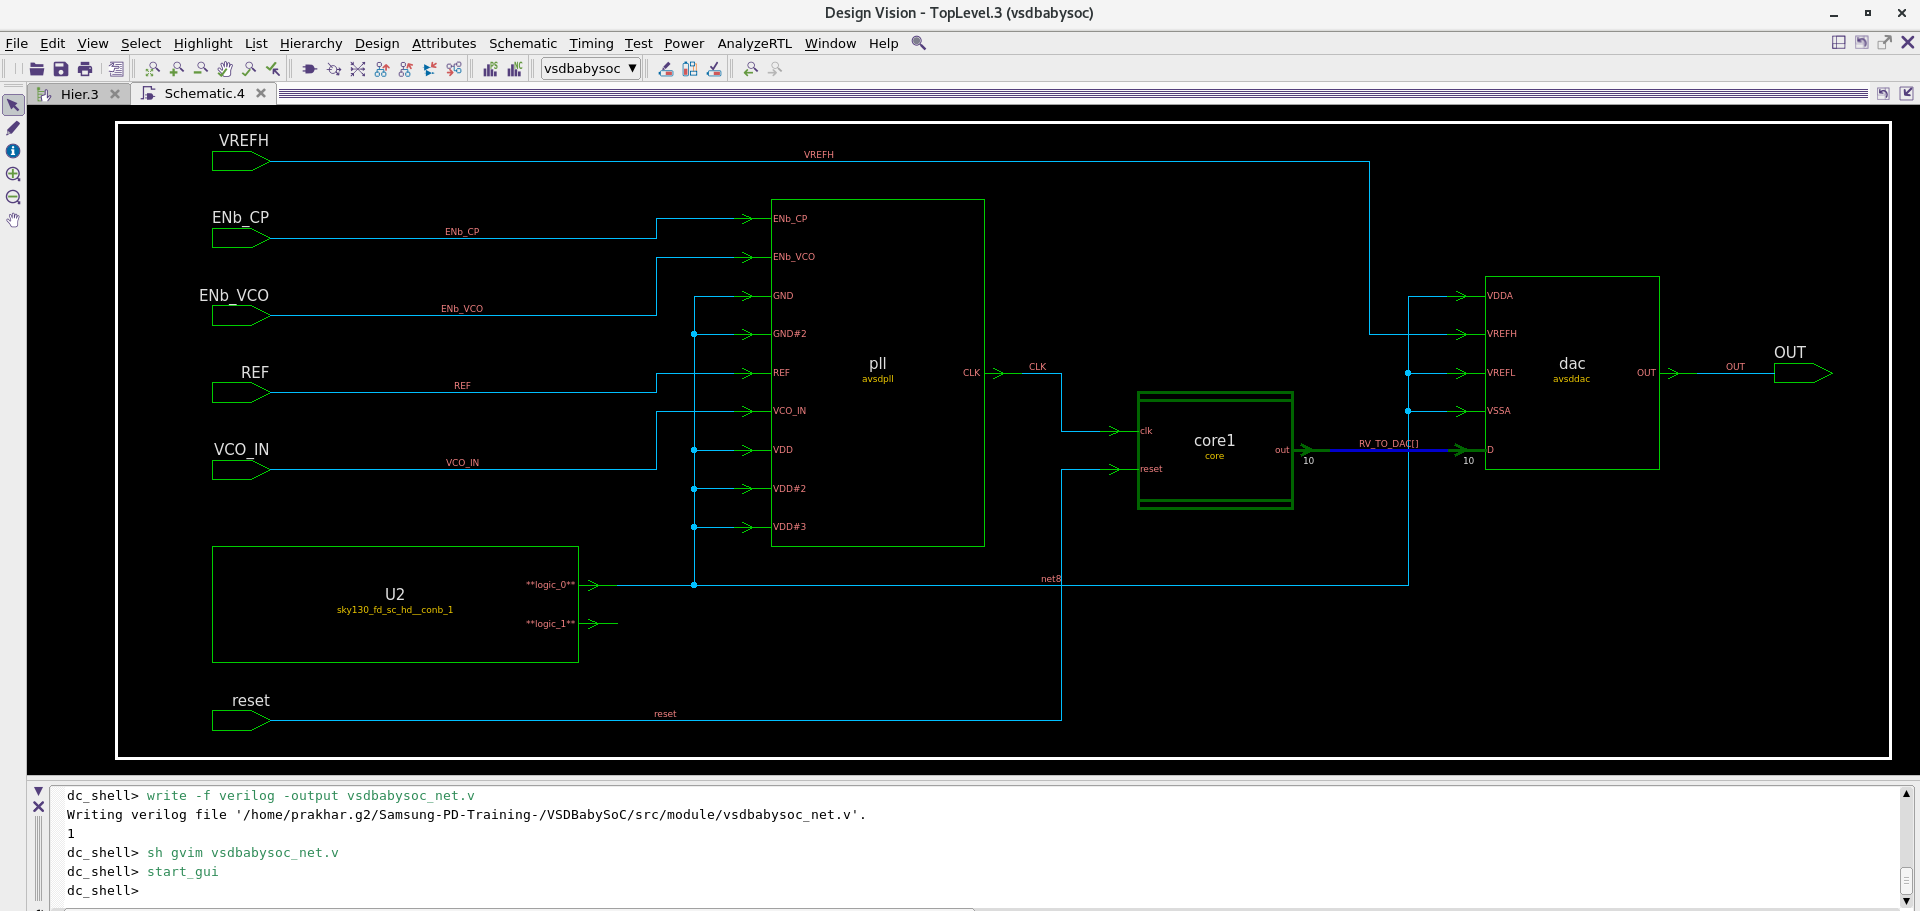 Design Vision - TopLevel.3 (vsdbabysoc)
File Edit View Select Highlight List Hierarchy Design Attributes Schematic Timing Test Power AnalyzeRTL Window Help
vsdbabysoc
Hier.3 Schematic.4
VREFH
VREFH
ENb_CP
ENb_CP
ENb_CP
ENb_VCO
ENb_VCO
ENb_VCO
GND
GND#2
REF
REF
REF
VCO_IN
VCO_IN
VCO_IN
VDD
VDD#2
VDD#3
pll
avsdpll
CLK
CLK
core1
core
clk
reset
out
10
RV_TO_DAC[]
10
VDDA
VREFH
VREFL
VSSA
D
dac
avsddac
OUT
OUT
OUT
U2
sky130_fd_sc_hd__conb_1
**logic_0**
**logic_1**
net8
reset
reset
dc_shell> write -f verilog -output vsdbabysoc_net.v
Writing verilog file '/home/prakhar.g2/Samsung-PD-Training-/VSDBabySoC/src/module/vsdbabysoc_net.v'.
1
dc_shell> sh gvim vsdbabysoc_net.v
dc_shell> start_gui
dc_shell>